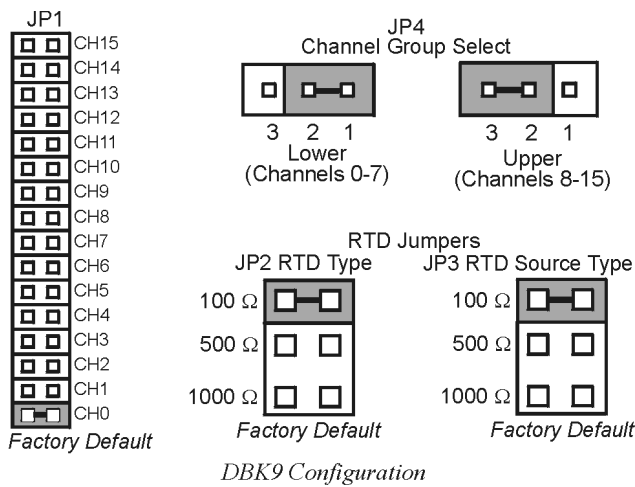 JP1
CH15
CH14
CH13
CH12
CH11
CH10
CH9
CH8
CH7
CH6
CH5
CH4
CH3
CH2
CH1
CH0
Factory Default
JP4
Channel Group Select
3 2 1
Lower
(Channels 0-7)
3 2 1
Upper
(Channels 8-15)
RTD Jumpers
JP2 RTD Type
100 Ω
500 Ω
1000 Ω
Factory Default
JP3 RTD Source Type
100 Ω
500 Ω
1000 Ω
Factory Default
DBK9 Configuration